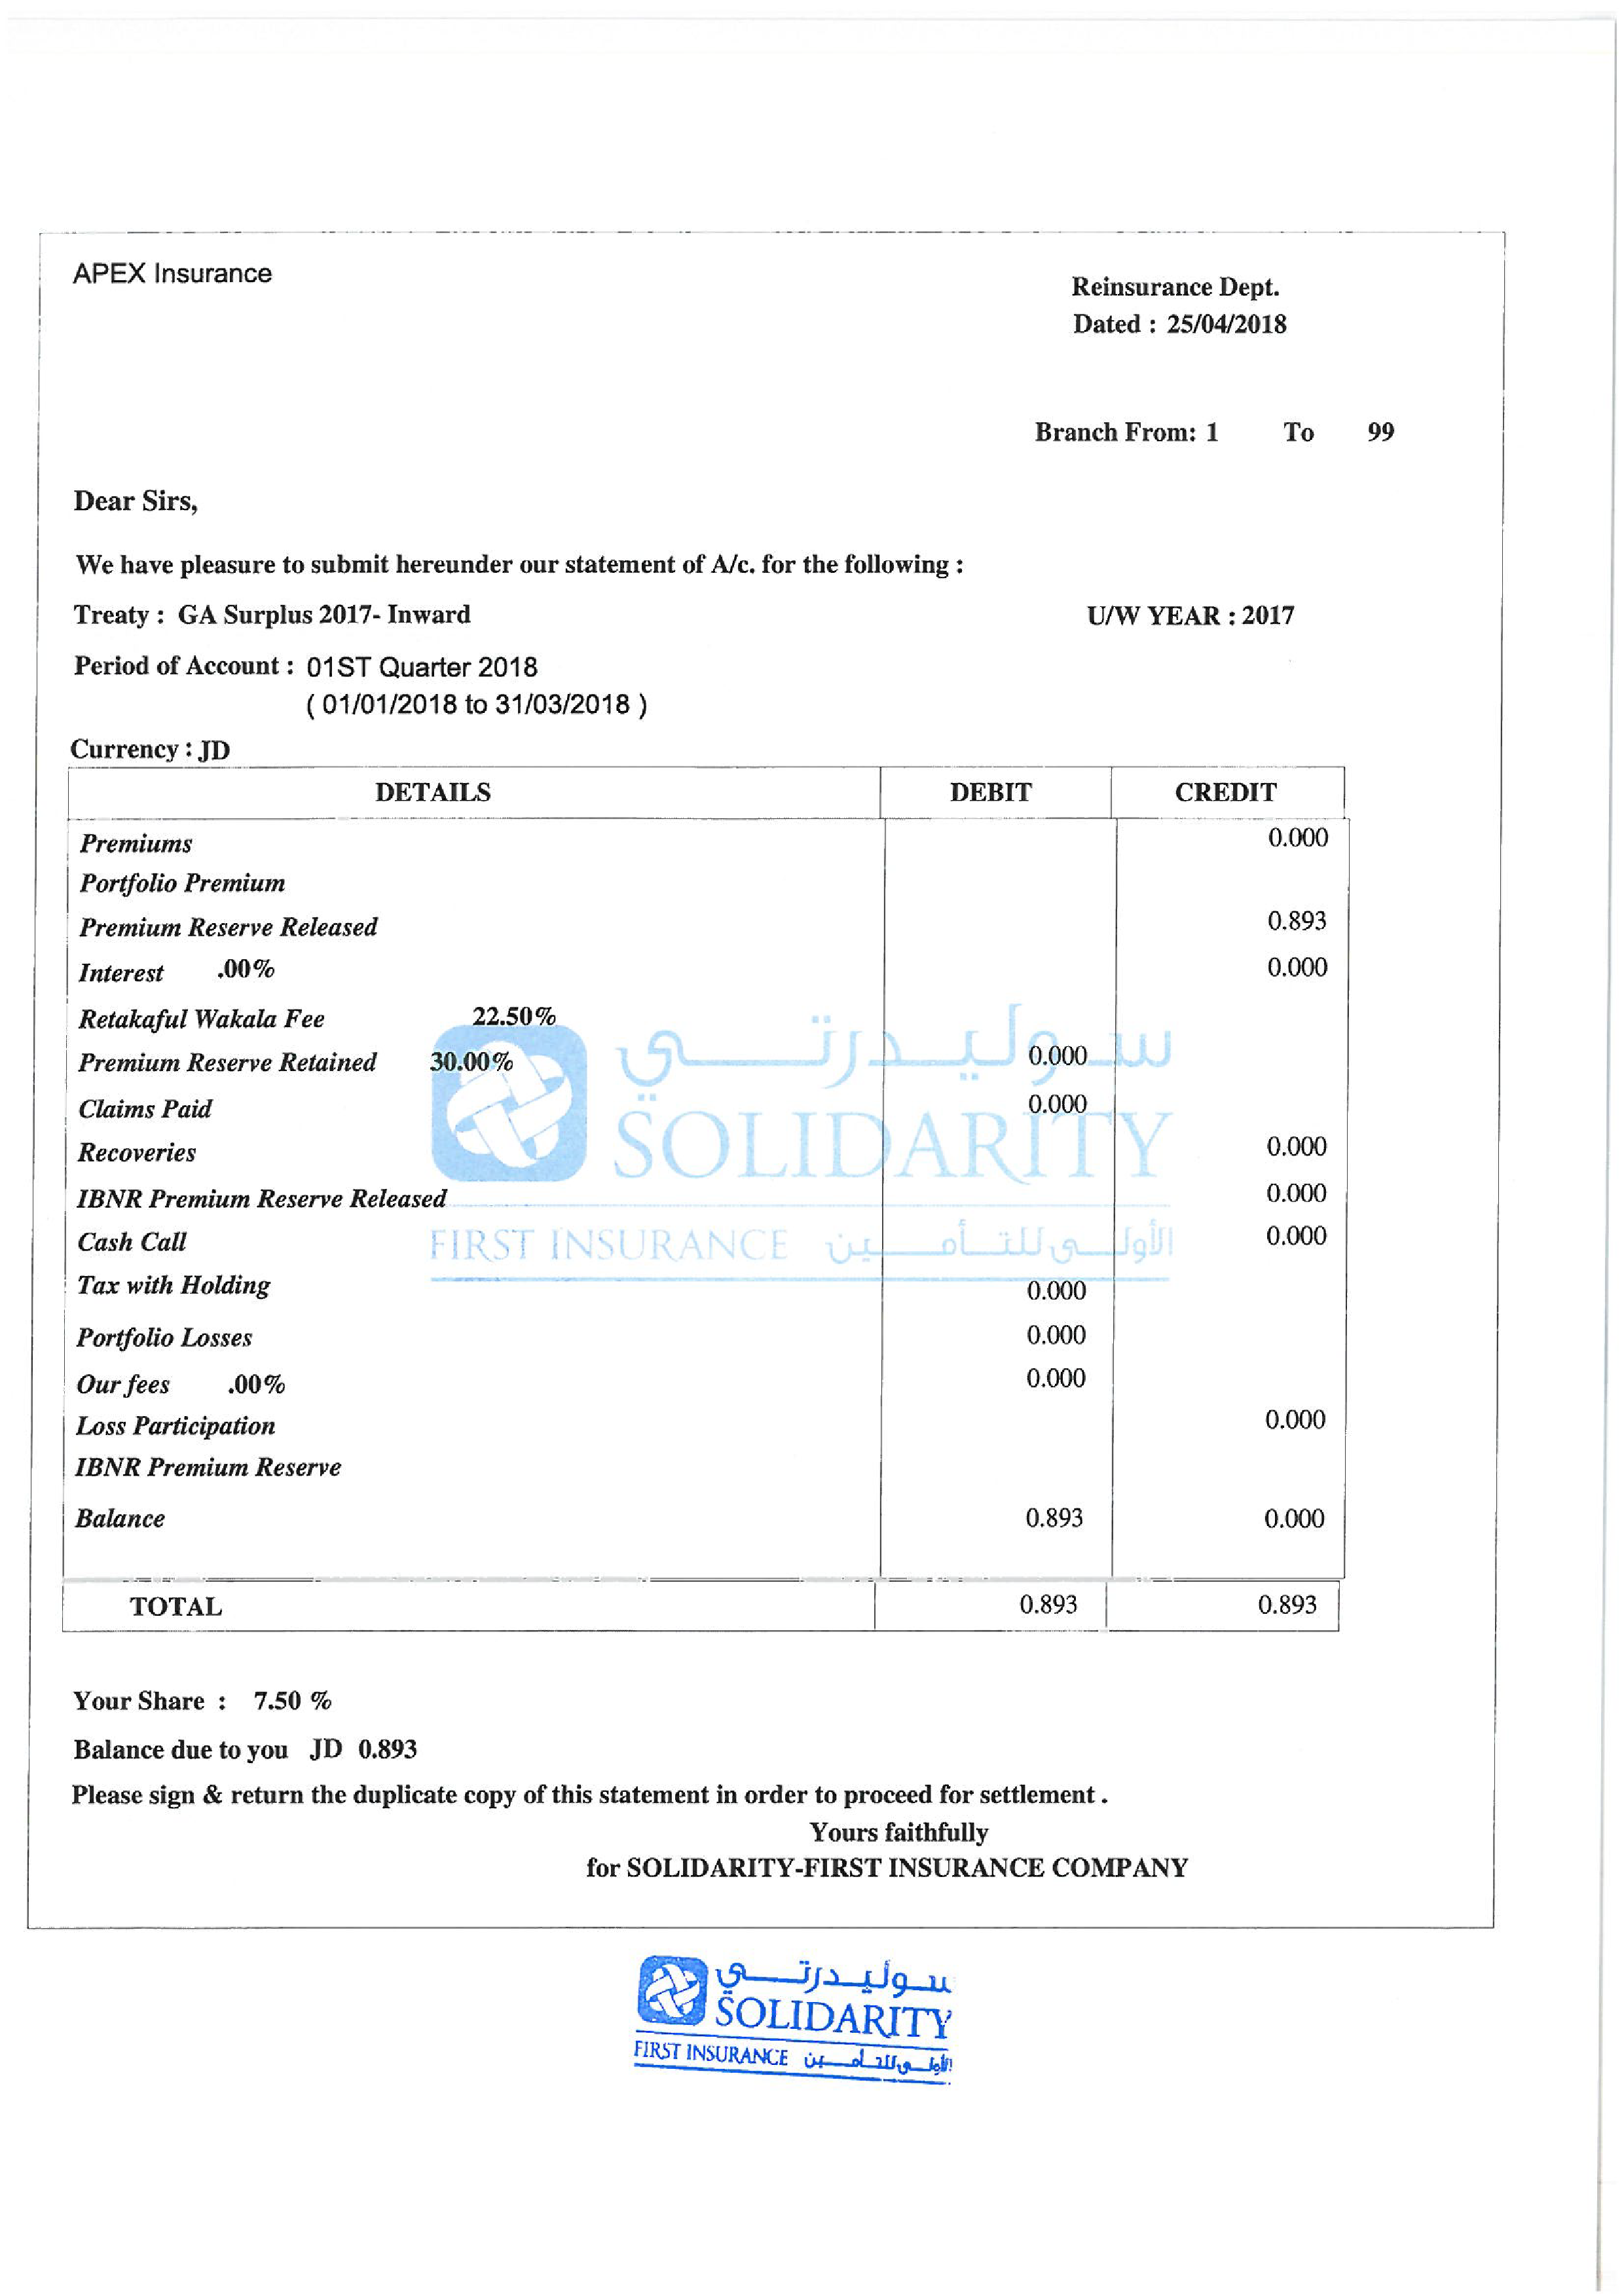 APEX Insurance
Reinsurance Dept.
Dated : 25/04/2018
Branch From: 1 To 99
Dear Sirs,
We have pleasure to submit hereunder our statement of A/c. for the following :
Treaty : GA Surplus 2017- Inward U/W YEAR : 2017
Period of Account : 01ST Quarter 2018
( 01/01/2018 to 31/03/2018 )
Currency : JD
DETAILS DEBIT CREDIT
Premiums 0.000
Portfolio Premium
Premium Reserve Released 0.893
Interest .00% 0.000
Retakaful Wakala Fee 22.50%
Premium Reserve Retained 30.00% 0.000
Claims Paid 0.000
Recoveries 0.000
IBNR Premium Reserve Released 0.000
Cash Call 0.000
Tax with Holding 0.000
Portfolio Losses 0.000
Our fees .00% 0.000
Loss Participation 0.000
IBNR Premium Reserve
Balance 0.893 0.000
TOTAL 0.893 0.893
سوليدرتي
SOLIDARITY
FIRST INSURANCE الأولى للتأمين
Your Share : 7.50 %
Balance due to you JD 0.893
Please sign & return the duplicate copy of this statement in order to proceed for settlement .
Yours faithfully
for SOLIDARITY-FIRST INSURANCE COMPANY
سوليدرتي
SOLIDARITY
FIRST INSURANCE الأولى للتأمين